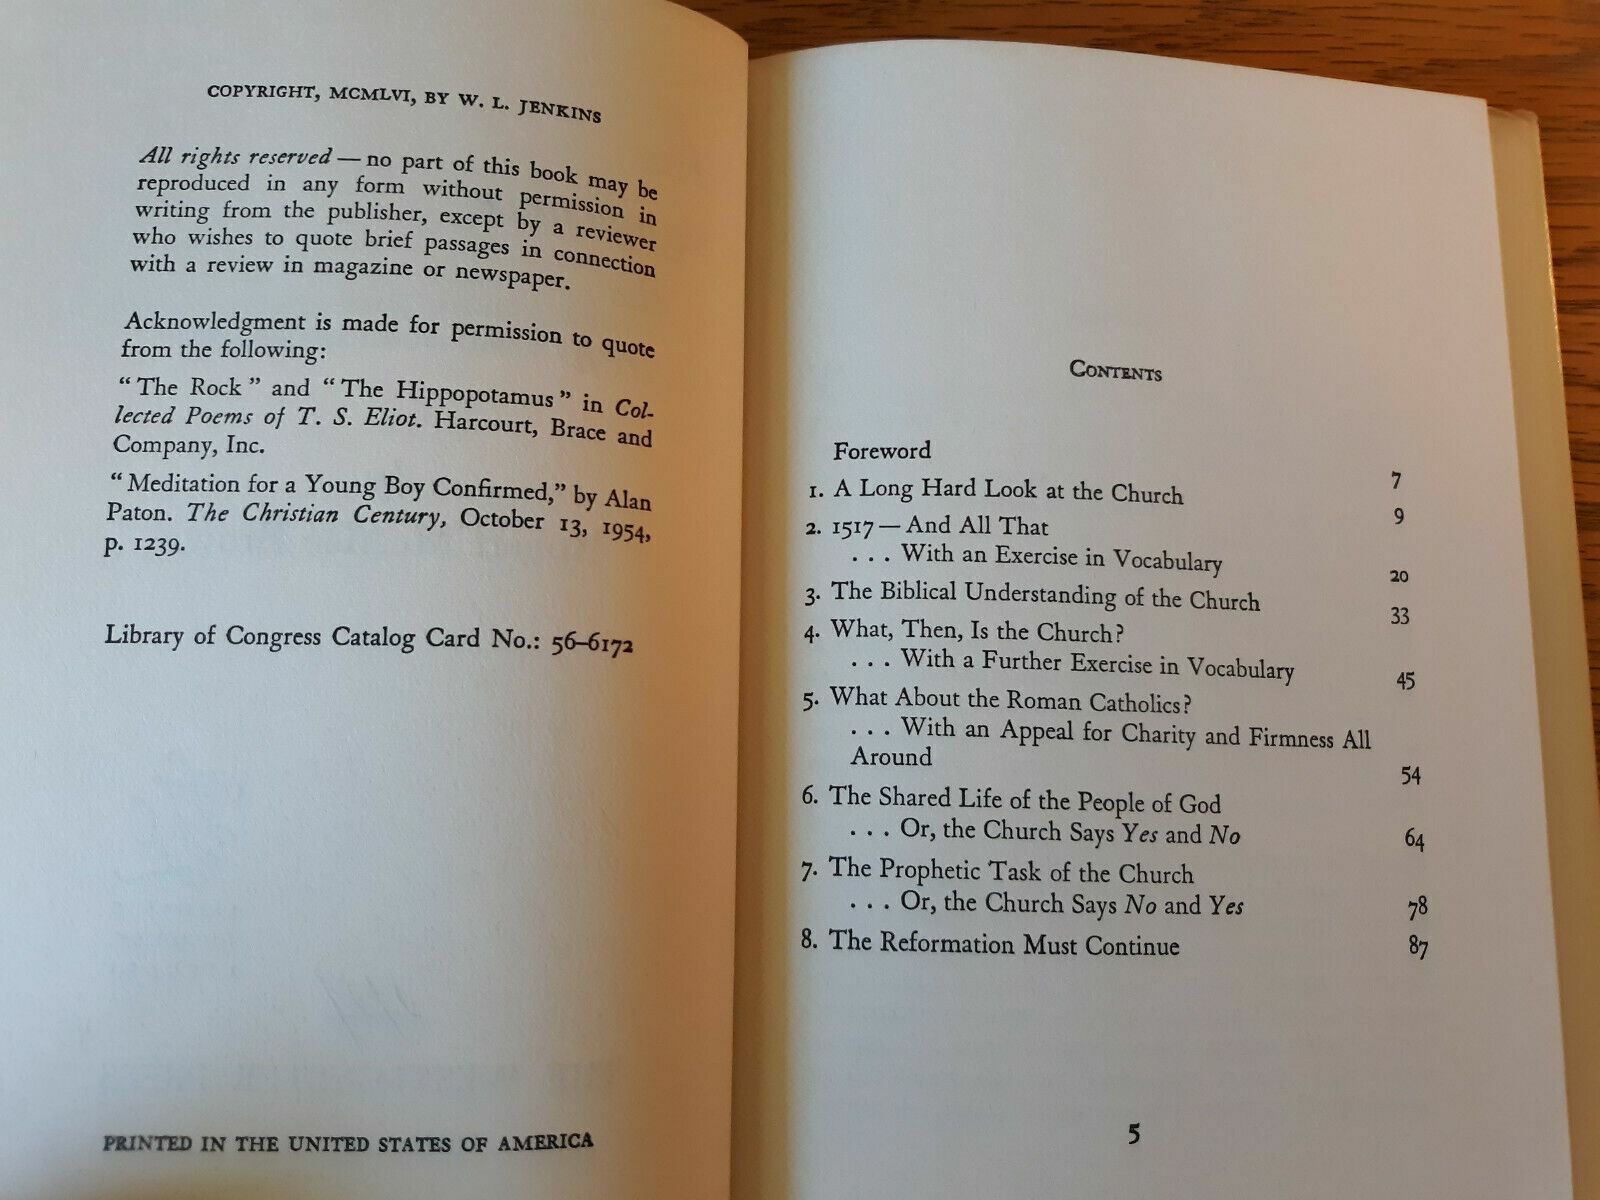 COPYRIGHT, MCMLVI, BY W. L. JENKINS
All rights reserved — no part of this book may be
reproduced in any form without permission in
writing from the publisher, except by a reviewer
who wishes to quote brief passages in connection
with a review in magazine or newspaper.
Acknowledgment is made for permission to quote
from the following:
“The Rock” and “The Hippopotamus” in Col-
lected Poems of T. S. Eliot. Harcourt, Brace and
Company, Inc.
“Meditation for a Young Boy Confirmed,” by Alan
Paton. The Christian Century, October 13, 1954,
p. 1239.
Library of Congress Catalog Card No.: 56–6172
PRINTED IN THE UNITED STATES OF AMERICA
CONTENTS
Foreword 7
1. A Long Hard Look at the Church 9
2. 1517 — And All That
. . . With an Exercise in Vocabulary 20
3. The Biblical Understanding of the Church 33
4. What, Then, Is the Church?
. . . With a Further Exercise in Vocabulary 45
5. What About the Roman Catholics?
. . . With an Appeal for Charity and Firmness All
Around 54
6. The Shared Life of the People of God
. . . Or, the Church Says Yes and No 64
7. The Prophetic Task of the Church
. . . Or, the Church Says No and Yes 78
8. The Reformation Must Continue 87
5